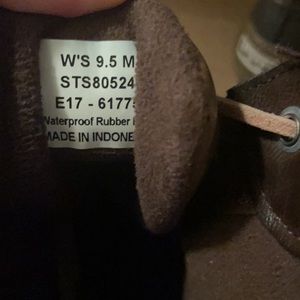 W'S 9.5 M
STS80524
E17 - 6177
Waterproof Rubber
MADE IN INDONE